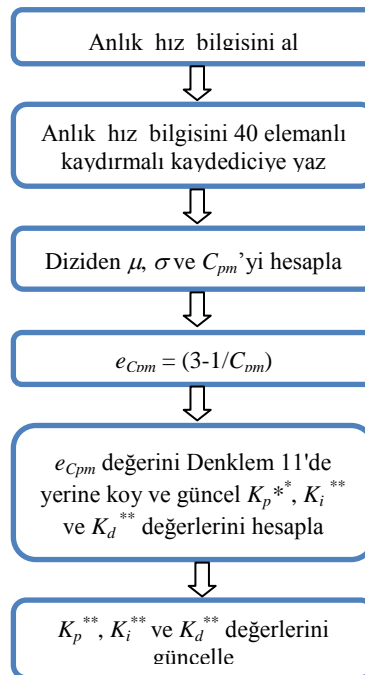 Anlık hız bilgisini al
Anlık hız bilgisini 40 elemanlı
kaydırmalı kaydediciye yaz
Diziden μ, σ ve Cpm’yi hesapla
eCpm = (3-1/Cpm)
eCpm değerini Denklem 11'de
yerine koy ve güncel Kp**, Ki**
ve Kd** değerlerini hesapla
Kp**, Ki** ve Kd** değerlerini
güncelle